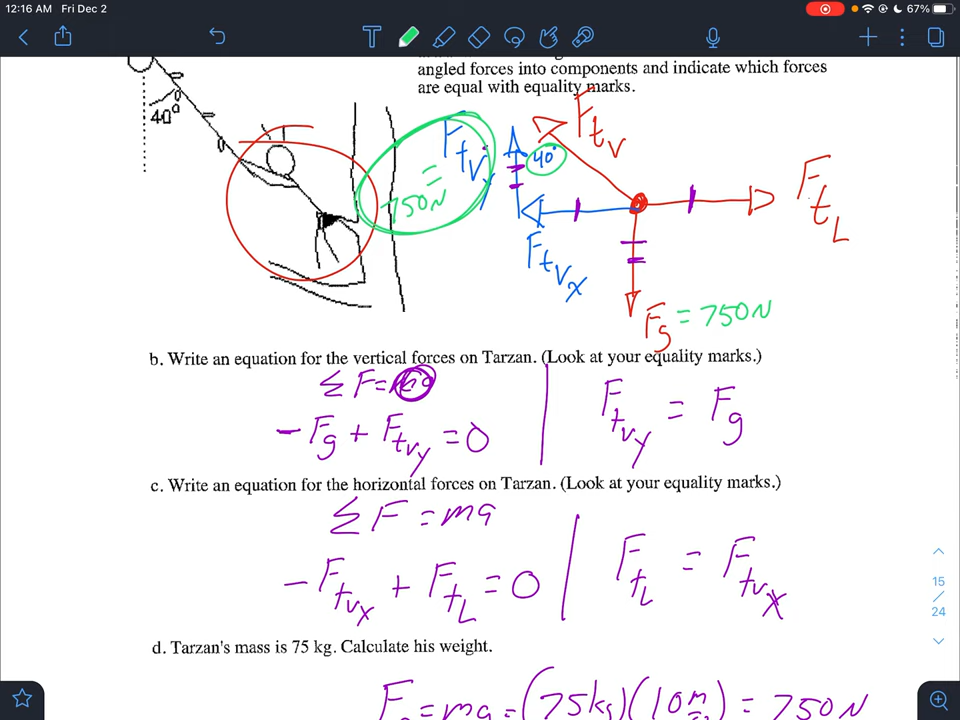 12:16 AM Fri Dec 2
67%
T
angled forces into components and indicate which forces
are equal with equality marks.
40°
Ftvy
=
750N
40°
Ftv
FtL
Ftvx
Fg = 750N
b. Write an equation for the vertical forces on Tarzan. (Look at your equality marks.)
ΣF=ma
-Fg + Ftvy = 0
Ftvy = Fg
c. Write an equation for the horizontal forces on Tarzan. (Look at your equality marks.)
ΣF = ma
-Ftvx + FtL = 0
FtL = Ftvx
15
/
24
d. Tarzan's mass is 75 kg. Calculate his weight.
= mg = (75kg)(10 m = 750N